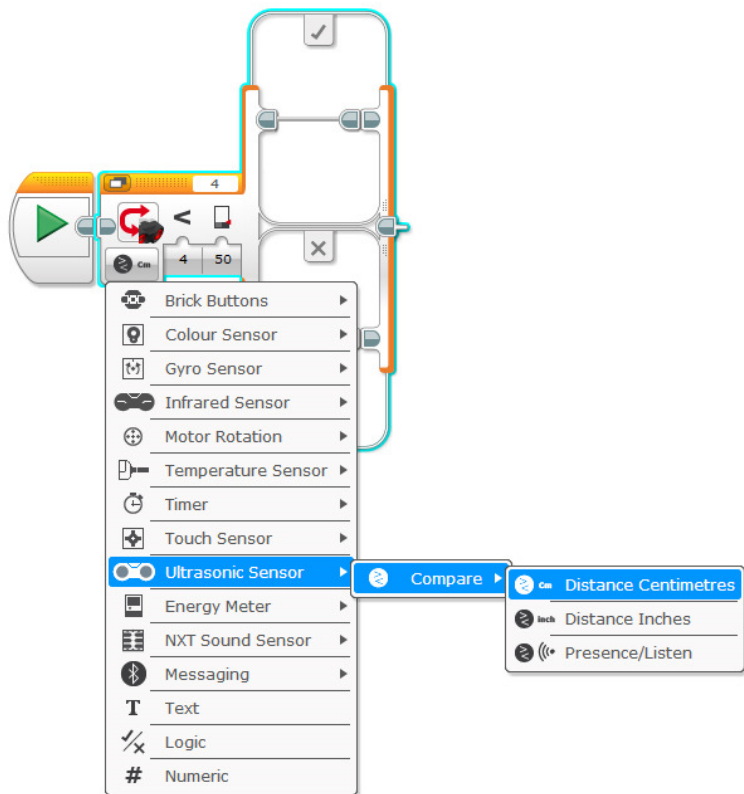 4
<
Cm 4 50
Brick Buttons
Colour Sensor
Gyro Sensor
Infrared Sensor
Motor Rotation
Temperature Sensor
Timer
Touch Sensor
Ultrasonic Sensor Compare Cm Distance Centimetres
Energy Meter Inch Distance Inches
NXT Sound Sensor Presence/Listen
Messaging
T Text
Logic
# Numeric